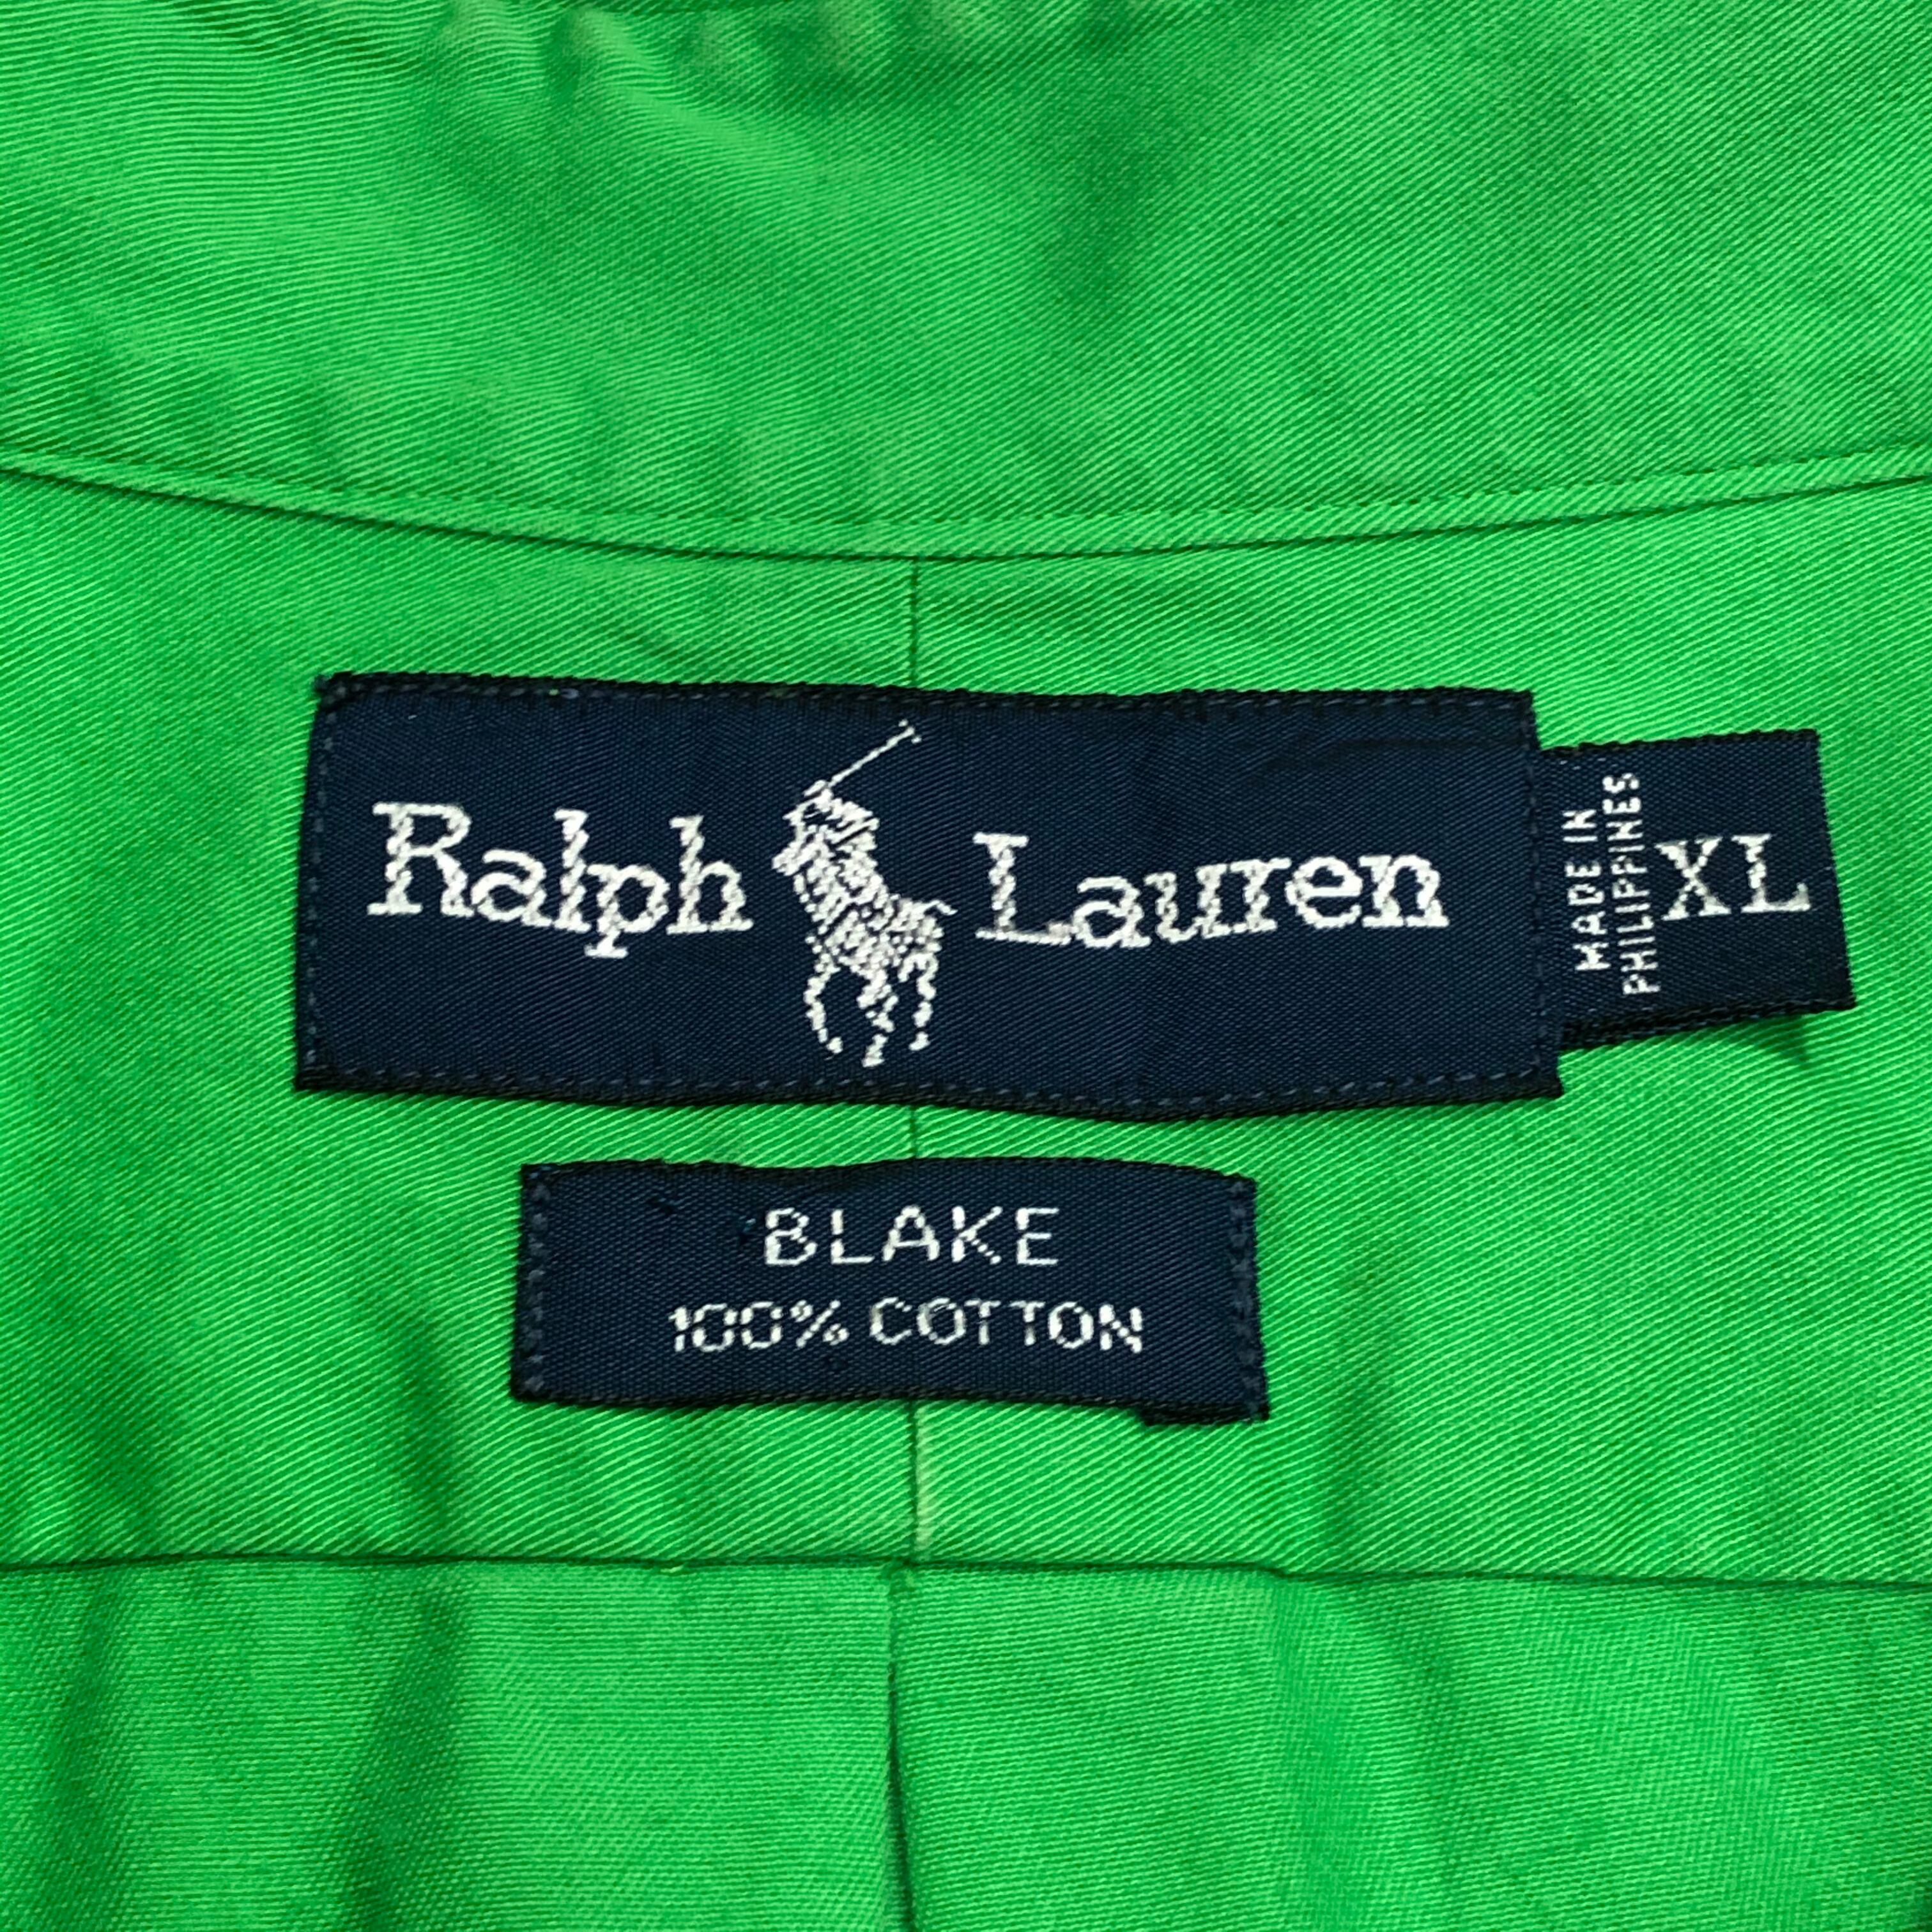 Ralph Lauren
MADE IN
PHILIPPINES
XL
BLAKE
100% COTTON